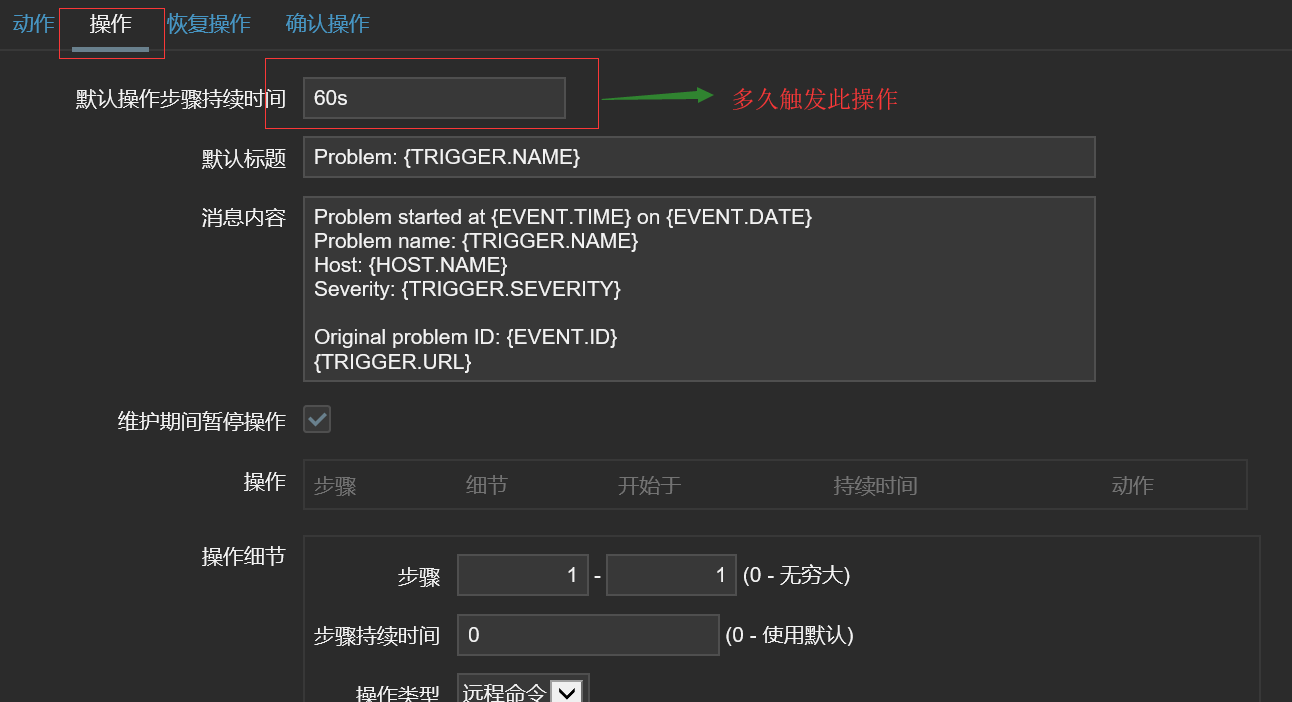 动作 操作 恢复操作 确认操作
默认操作步骤持续时间 60s 多久触发此操作
默认标题 Problem: {TRIGGER.NAME}
消息内容 Problem started at {EVENT.TIME} on {EVENT.DATE}
Problem name: {TRIGGER.NAME}
Host: {HOST.NAME}
Severity: {TRIGGER.SEVERITY}
Original problem ID: {EVENT.ID}
{TRIGGER.URL}
维护期间暂停操作
操作 步骤 细节 开始于 持续时间 动作
操作细节
步骤 1 - 1 (0 - 无穷大)
步骤持续时间 0 (0 - 使用默认)
操作类型 远程命令